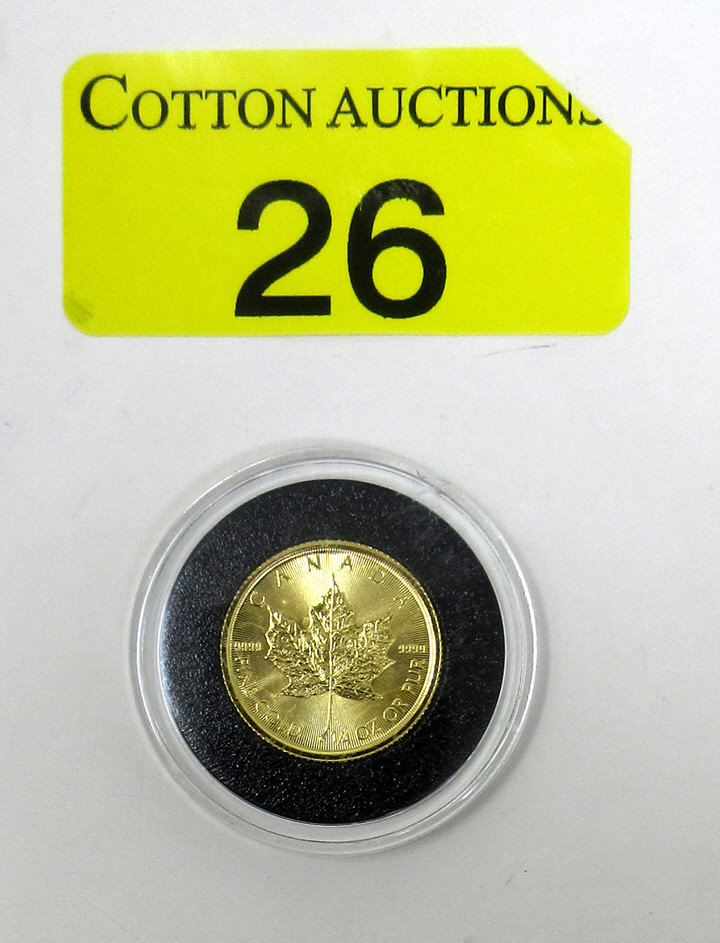 COTTON AUCTIONS
26
CANADA
9999 9999
FINE GOLD 1/4 OZ OR PUR